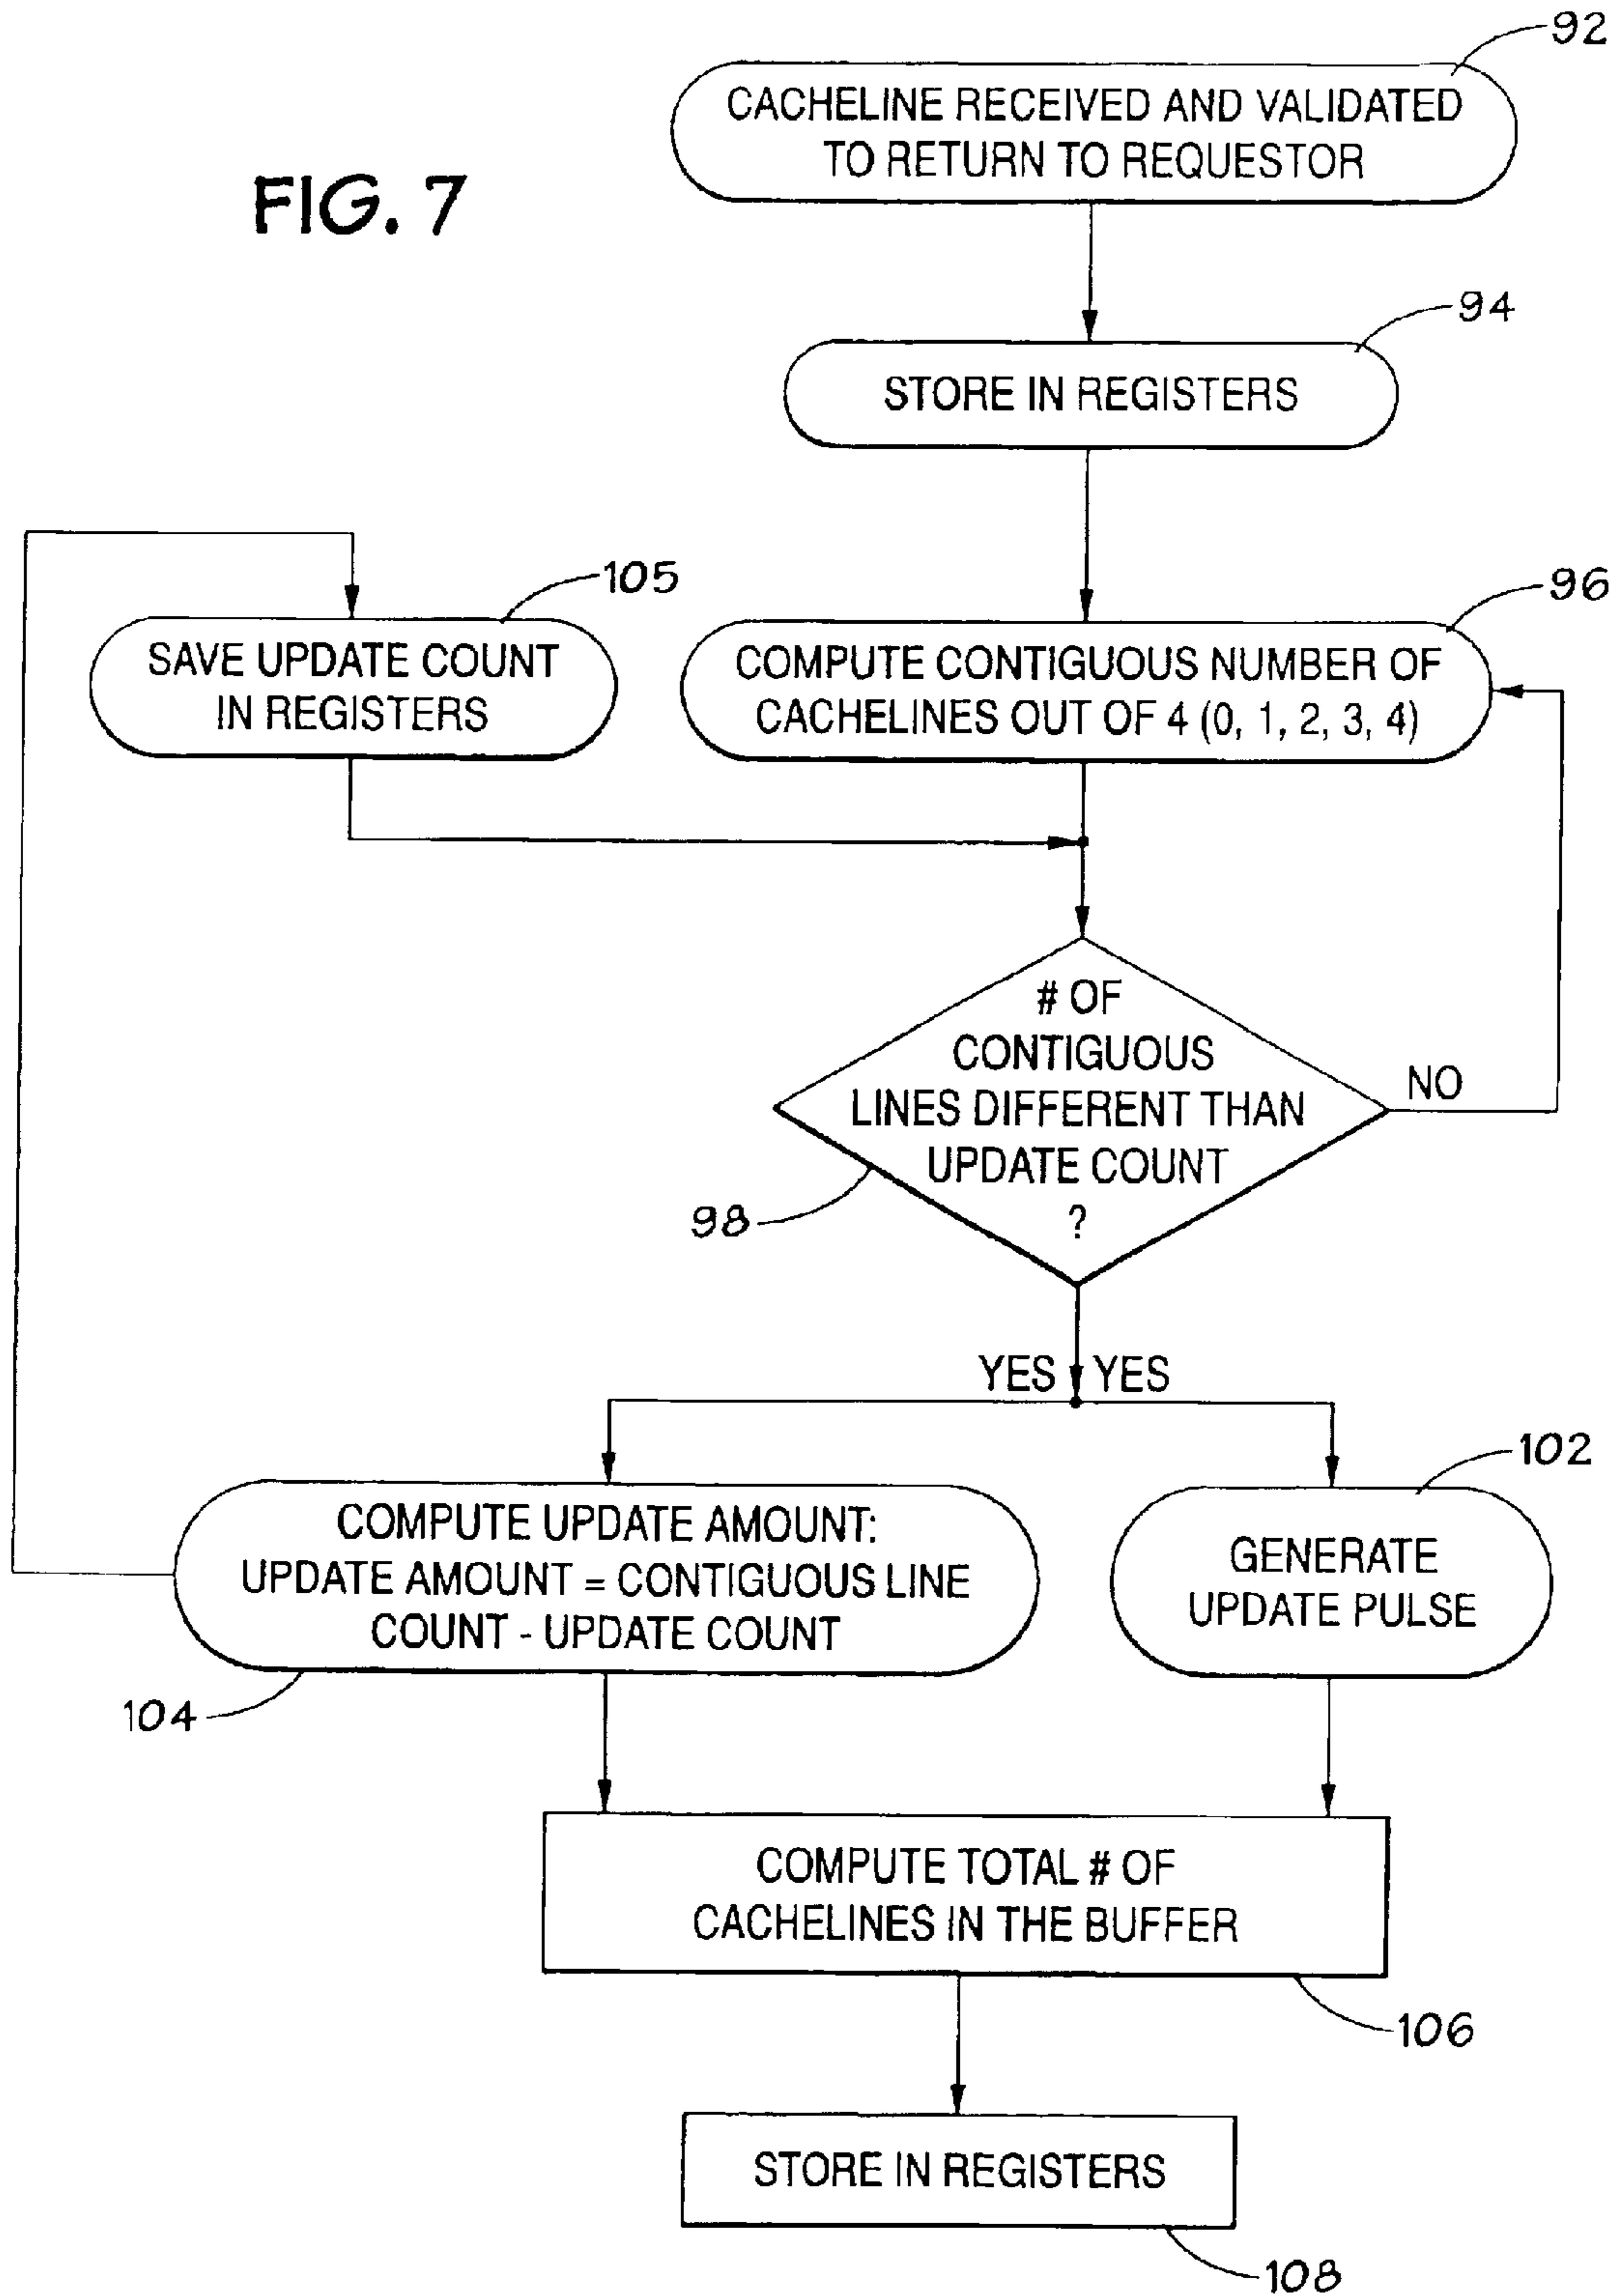 92
CACHELINE RECEIVED AND VALIDATED
TO RETURN TO REQUESTOR
FIG. 7
94
STORE IN REGISTERS
105
SAVE UPDATE COUNT
IN REGISTERS
96
COMPUTE CONTIGUOUS NUMBER OF
CACHELINES OUT OF 4 (0, 1, 2, 3, 4)
# OF
CONTIGUOUS
LINES DIFFERENT THAN
UPDATE COUNT
?
NO
98
YES YES
102
COMPUTE UPDATE AMOUNT:
UPDATE AMOUNT = CONTIGUOUS LINE
COUNT - UPDATE COUNT
104
GENERATE
UPDATE PULSE
COMPUTE TOTAL # OF
CACHELINES IN THE BUFFER
106
STORE IN REGISTERS
108